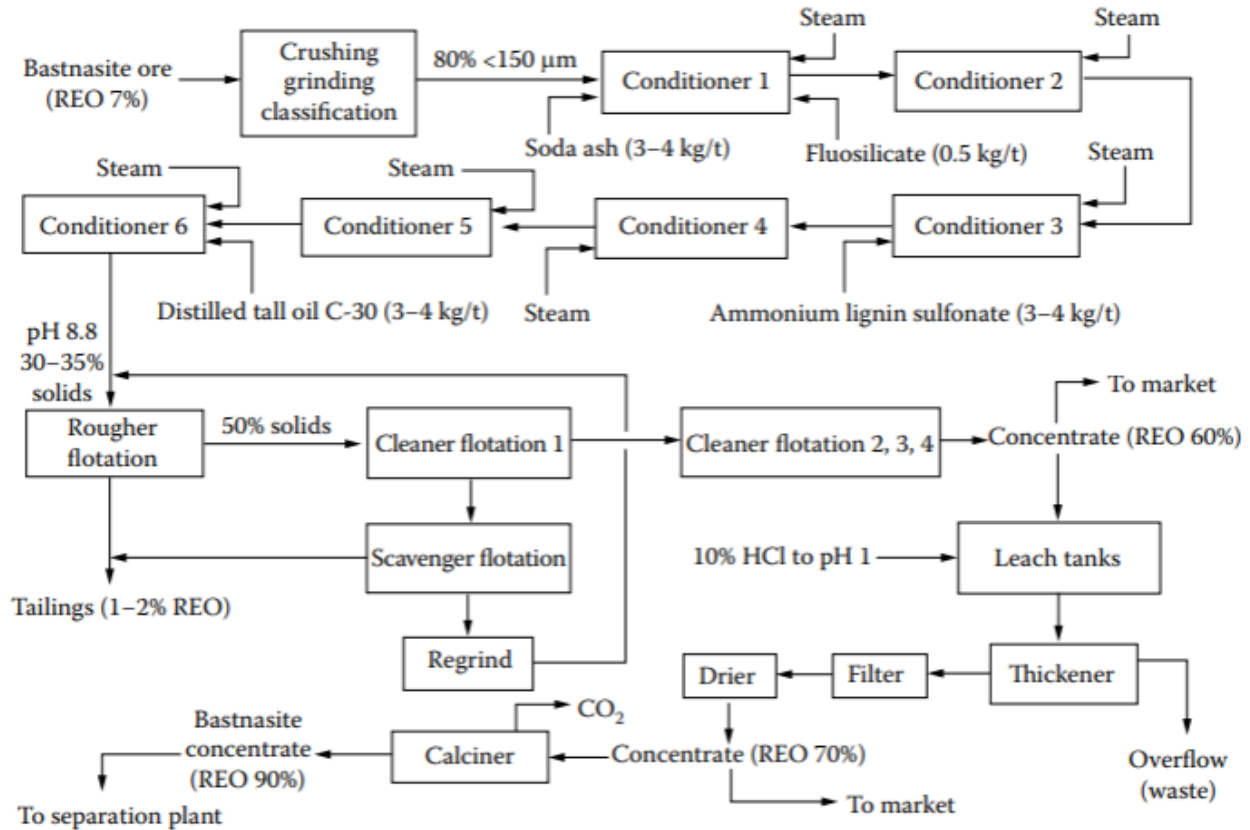 Steam
Steam
Bastnasite ore
(REO 7%)
Crushing
grinding
classification
80% <150 μm
Conditioner 1
Conditioner 2
Soda ash (3–4 kg/t)
Fluosilicate (0.5 kg/t)
Steam
Steam
Steam
Conditioner 6
Conditioner 5
Conditioner 4
Conditioner 3
Distilled tall oil C-30 (3–4 kg/t)
Steam
Ammonium lignin sulfonate (3–4 kg/t)
pH 8.8
30–35%
solids
To market
Rougher
flotation
50% solids
Cleaner flotation 1
Cleaner flotation 2, 3, 4
Concentrate (REO 60%)
Scavenger flotation
10% HCl to pH 1
Leach tanks
Tailings (1–2% REO)
Regrind
Drier
Filter
Thickener
CO₂
Bastnasite
concentrate
(REO 90%)
Calciner
Concentrate (REO 70%)
Overflow
(waste)
To separation plant
To market